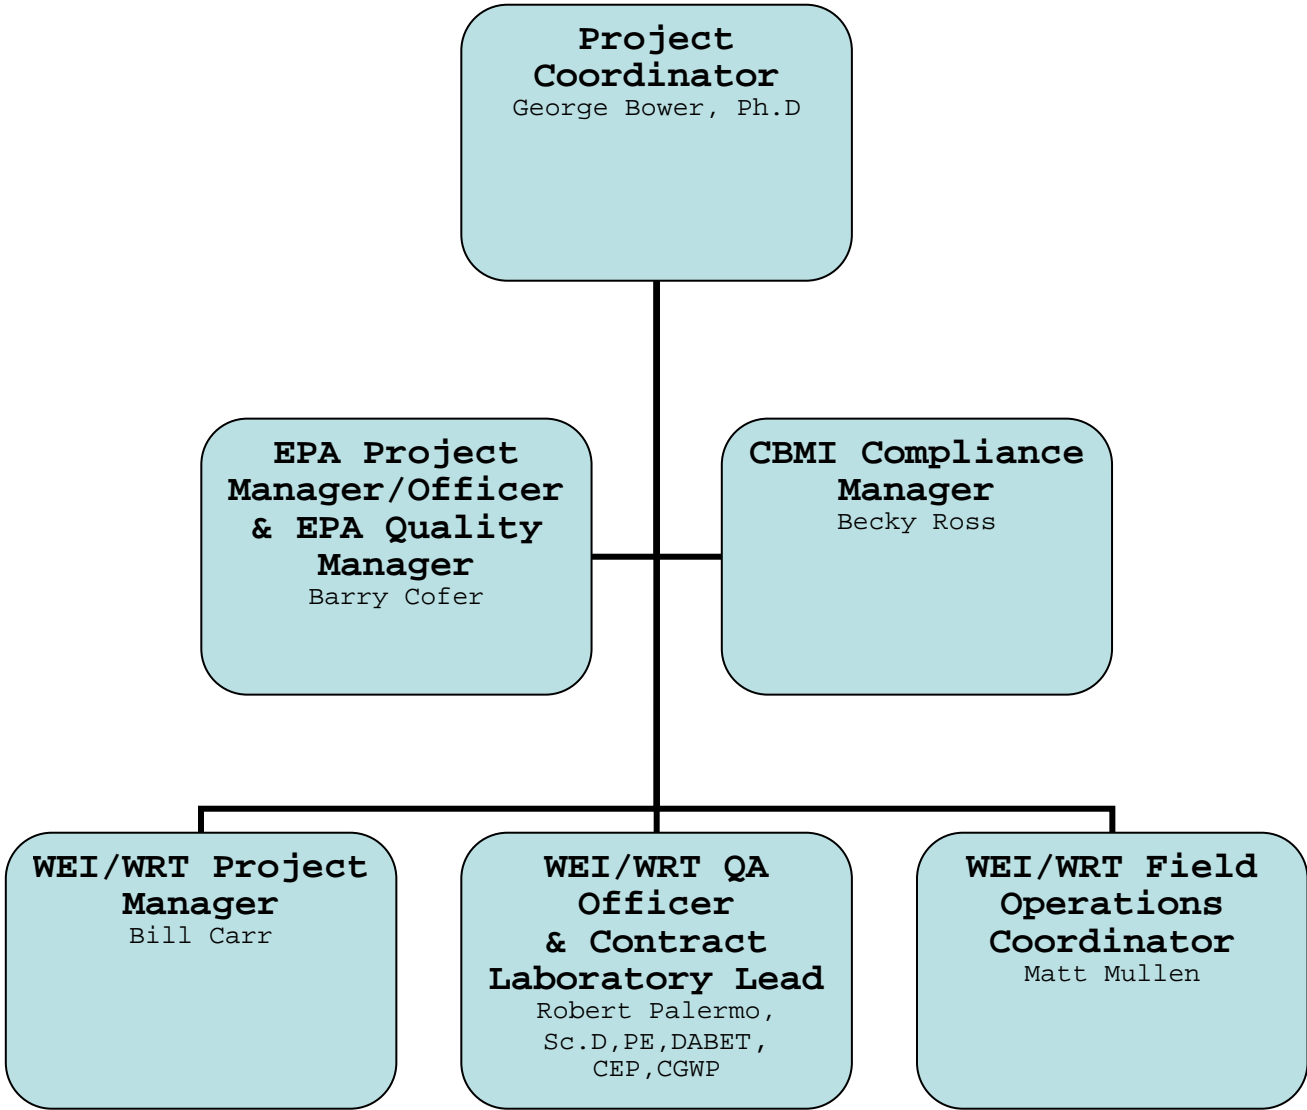 Project
Coordinator
George Bower, Ph.D
EPA Project
Manager/Officer
& EPA Quality
Manager
Barry Cofer
CBMI Compliance
Manager
Becky Ross
WEI/WRT Project
Manager
Bill Carr
WEI/WRT QA
Officer
& Contract
Laboratory Lead
Robert Palermo,
Sc.D,PE,DABET,
CEP,CGWP
WEI/WRT Field
Operations
Coordinator
Matt Mullen